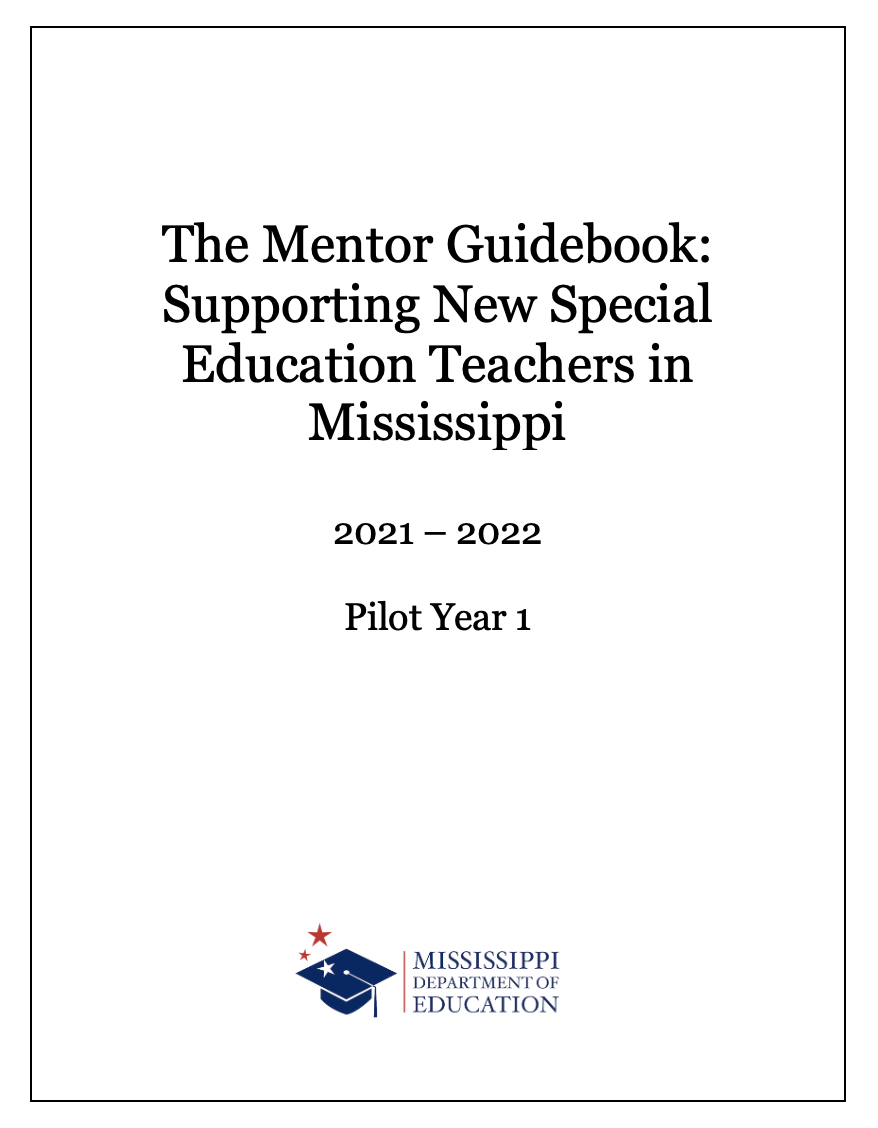 The Mentor Guidebook:
Supporting New Special
Education Teachers in
Mississippi
2021 – 2022
Pilot Year 1
MISSISSIPPI
DEPARTMENT OF
EDUCATION